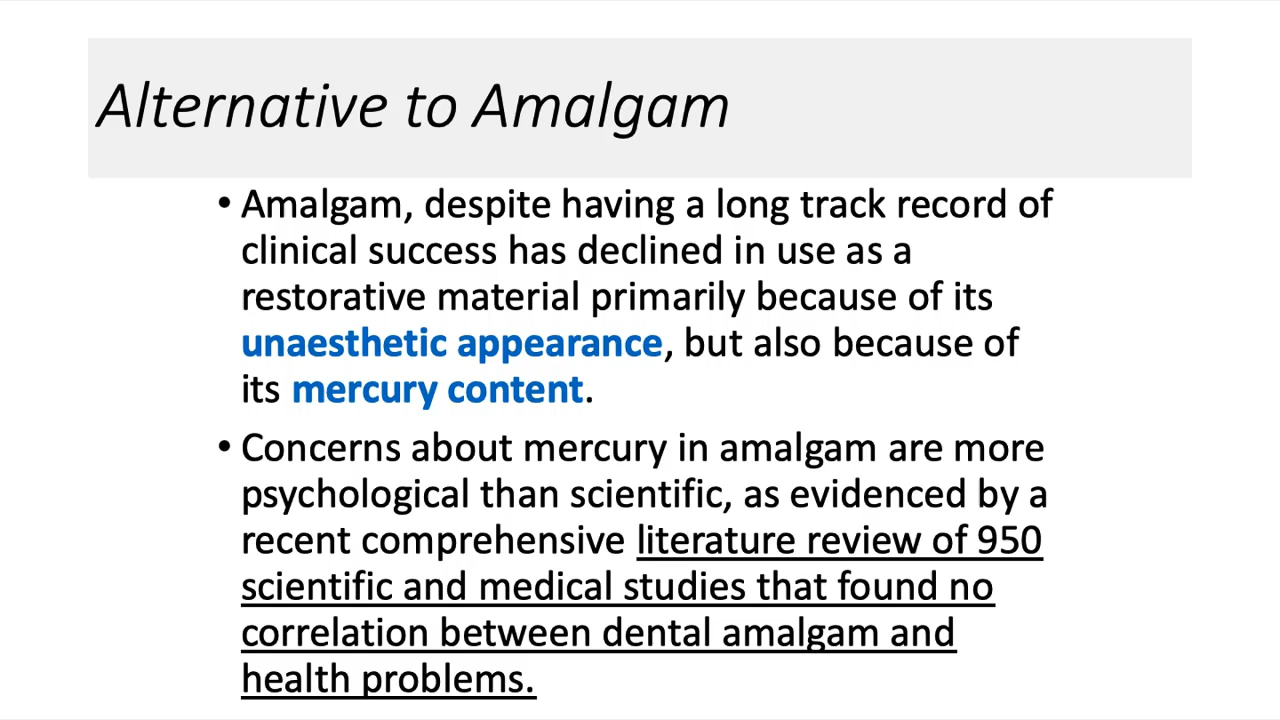 Alternative to Amalgam
• Amalgam, despite having a long track record of
clinical success has declined in use as a
restorative material primarily because of its
unaesthetic appearance, but also because of
its mercury content.
• Concerns about mercury in amalgam are more
psychological than scientific, as evidenced by a
recent comprehensive literature review of 950
scientific and medical studies that found no
correlation between dental amalgam and
health problems.